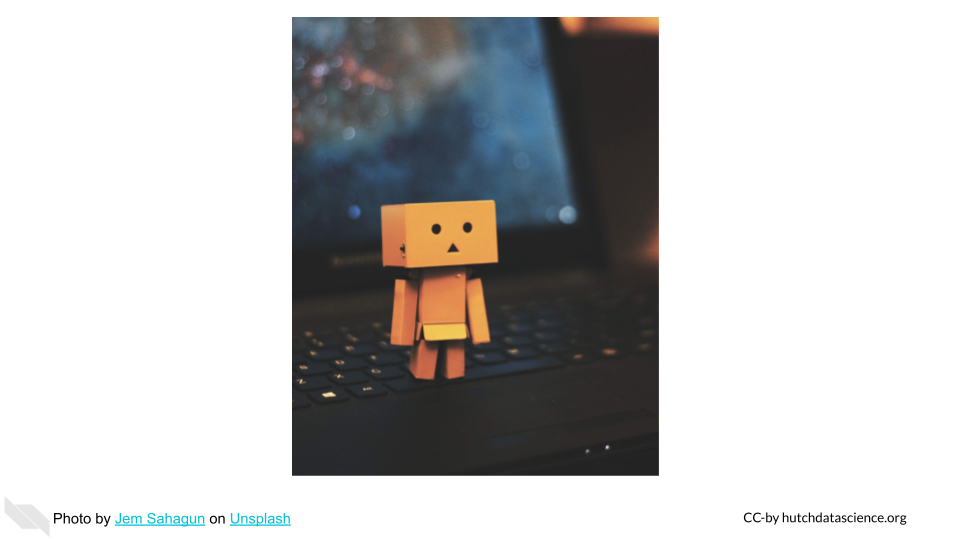 Photo by Jem Sahagun on Unsplash
CC-by hutchdatascience.org